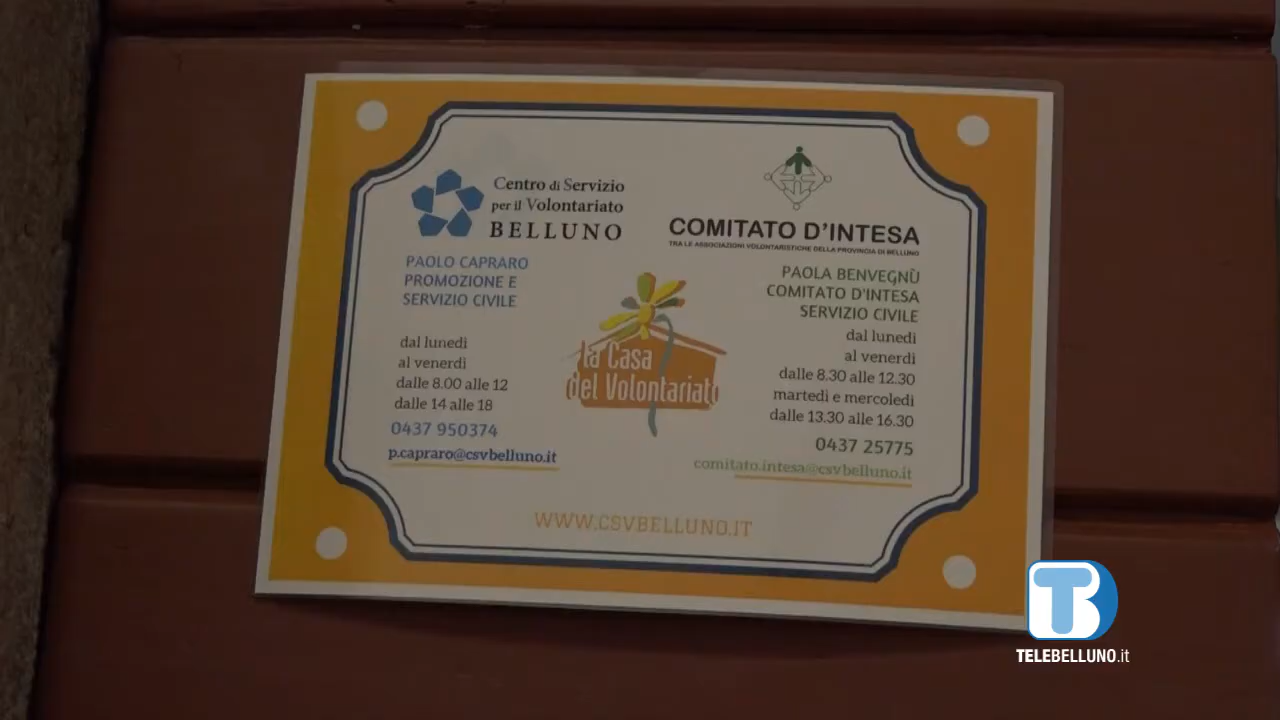 Centro di Servizio
per il Volontariato
BELLUNO
PAOLO CAPRARO
PROMOZIONE E
SERVIZIO CIVILE
dal lunedì
al venerdì
dalle 8.00 alle 12
dalle 14 alle 18
0437 950374
p.capraro@csvbelluno.it
la Casa
del Volontariato
COMITATO D'INTESA
TRA LE ASSOCIAZIONI VOLONTARISTICHE DELLA PROVINCIA DI BELLUNO
PAOLA BENVEGNÙ
COMITATO D'INTESA
SERVIZIO CIVILE
dal lunedì
al venerdì
dalle 8.30 alle 12.30
martedì e mercoledì
dalle 13.30 alle 16.30
0437 25775
comitato.intesa@csvbelluno.it
WWW.CSVBELLUNO.IT
TB
TELEBELLUNO.it